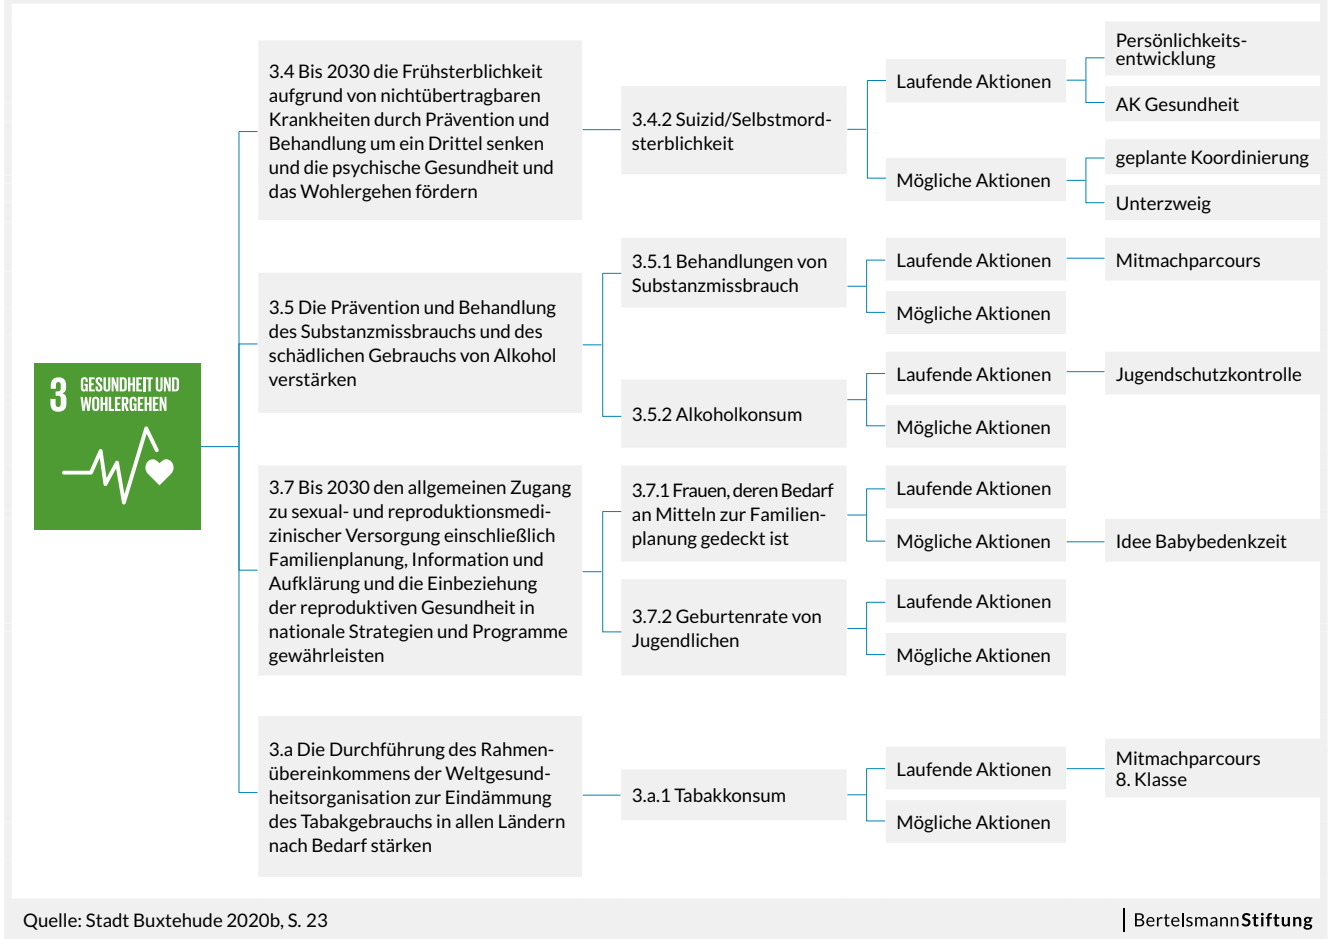 3 GESUNDHEIT UND
WOHLERGEHEN
3.4 Bis 2030 die Frühsterblichkeit
aufgrund von nichtübertragbaren
Krankheiten durch Prävention und
Behandlung um ein Drittel senken
und die psychische Gesundheit und
das Wohlergehen fördern
3.4.2 Suizid/Selbstmord-
sterblichkeit
Laufende Aktionen
Persönlichkeits-
entwicklung
AK Gesundheit
Mögliche Aktionen
geplante Koordinierung
Unterzweig
3.5 Die Prävention und Behandlung
des Substanzmissbrauchs und des
schädlichen Gebrauchs von Alkohol
verstärken
3.5.1 Behandlungen von
Substanzmissbrauch
Laufende Aktionen
Mitmachparcours
Mögliche Aktionen
3.5.2 Alkoholkonsum
Laufende Aktionen
Jugendschutzkontrolle
Mögliche Aktionen
3.7 Bis 2030 den allgemeinen Zugang
zu sexual- und reproduktionsmedi-
zinischer Versorgung einschließlich
Familienplanung, Information und
Aufklärung und die Einbeziehung
der reproduktiven Gesundheit in
nationale Strategien und Programme
gewährleisten
3.7.1 Frauen, deren Bedarf
an Mitteln zur Familien-
planung gedeckt ist
Laufende Aktionen
Mögliche Aktionen
Idee Babybedenkzeit
3.7.2 Geburtenrate von
Jugendlichen
Laufende Aktionen
Mögliche Aktionen
3.a Die Durchführung des Rahmen-
übereinkommens der Weltgesund-
heitsorganisation zur Eindämmung
des Tabakgebrauchs in allen Ländern
nach Bedarf stärken
3.a.1 Tabakkonsum
Laufende Aktionen
Mitmachparcours
8. Klasse
Mögliche Aktionen
Quelle: Stadt Buxtehude 2020b, S. 23
BertelsmannStiftung